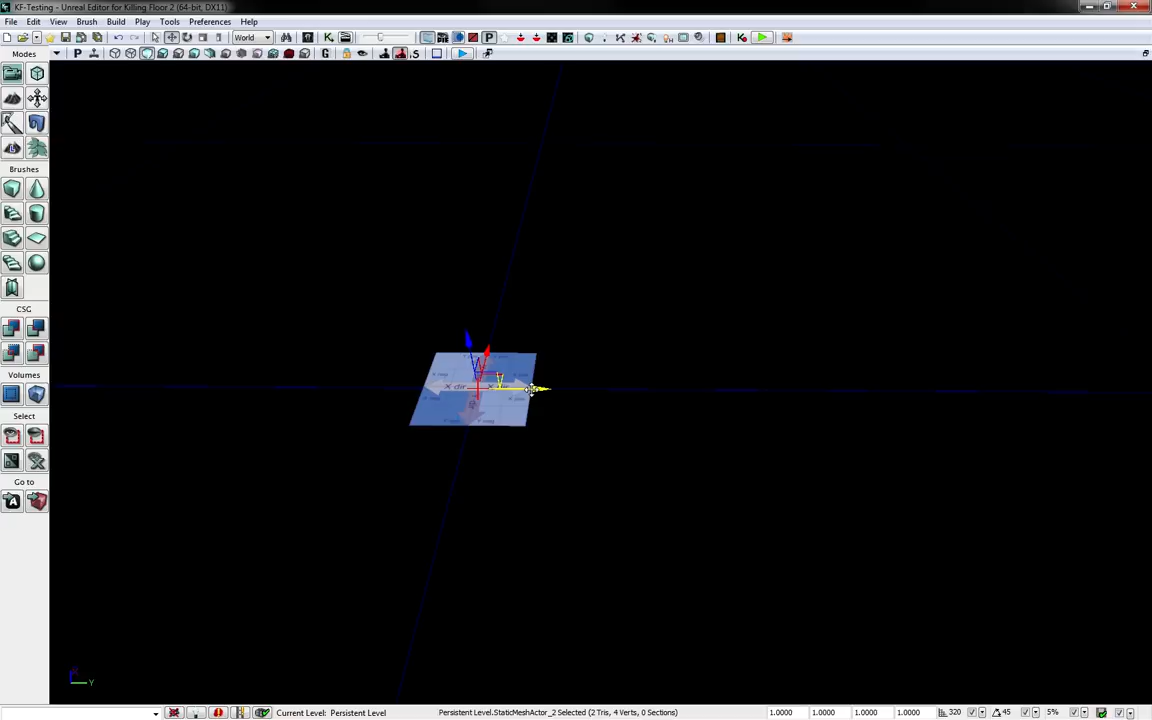 KF-Testing - Unreal Editor for Killing Floor 2 (64-bit, DX11)
File Edit View Brush Build Play Tools Preferences Help
World
P
P G S
Modes
Brushes
CSG
Volumes
Select
Go to
X-dir X-dir
Y
Y
Current Level: Persistent Level
Persistent Level.StaticMeshActor_2 Selected (2 Tris, 4 Verts, 0 Sections)
1.0000 1.0000 1.0000 1.0000 320 45 5%